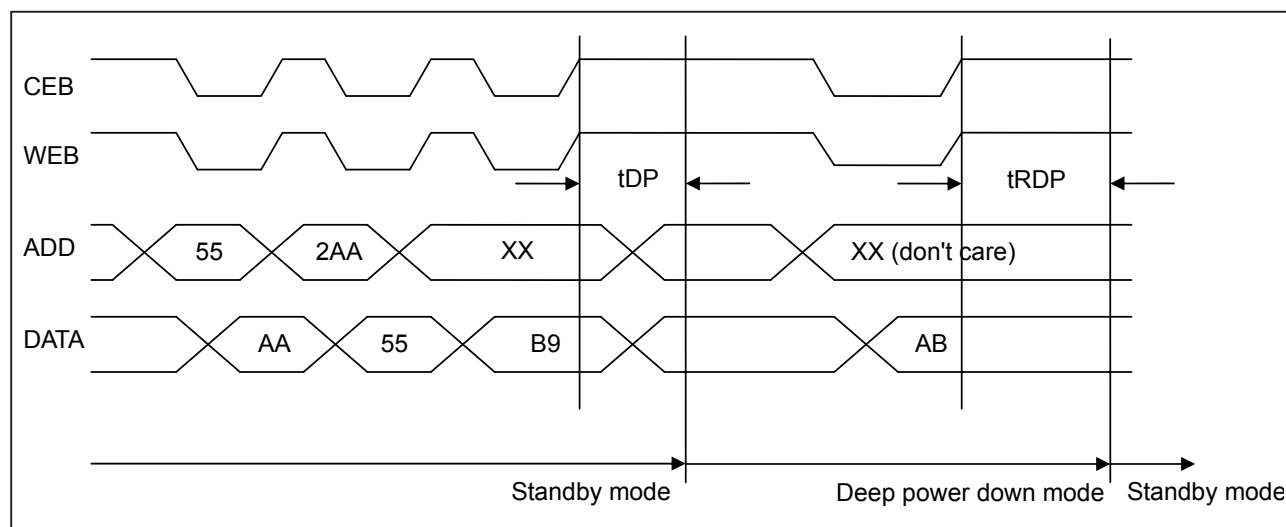 CEB
WEB
tDP
tRDP
ADD
55
2AA
XX
XX (don't care)
DATA
AA
55
B9
AB
Standby mode
Deep power down mode
Standby mode